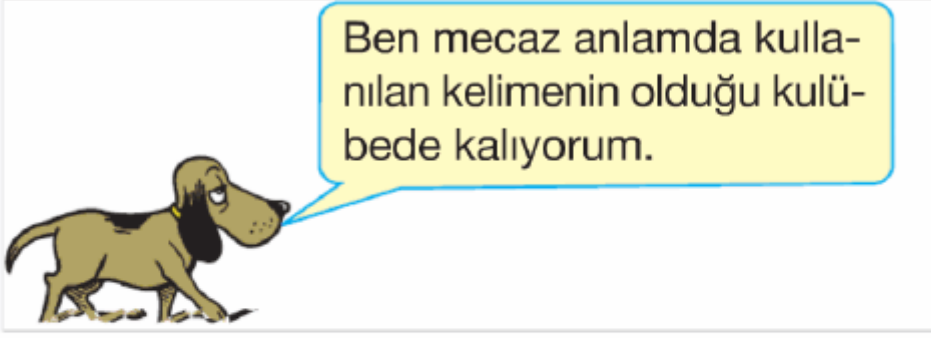 Ben mecaz anlamda kulla-
nılan kelimenin olduğu kulü-
bede kalıyorum.